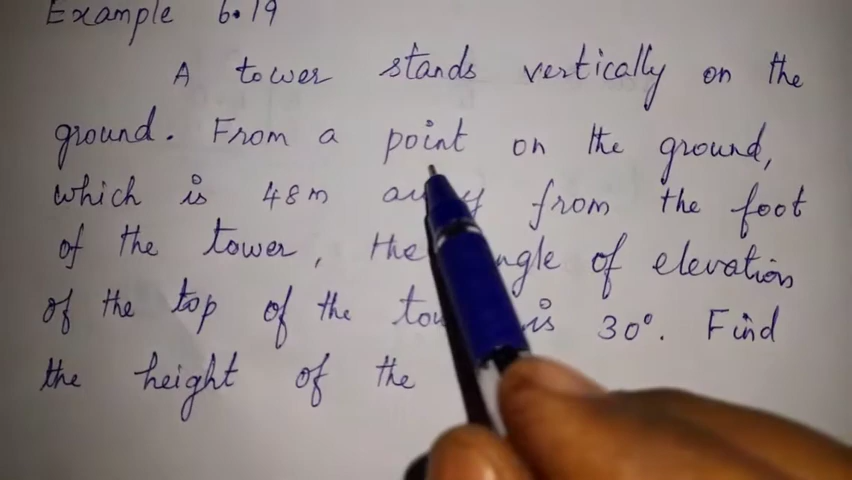 Example 6.19
A tower stands vertically on the
ground. From a point on the ground,
which is 48m away from the foot
of the tower, the angle of elevation
of the top of the is 30°. Find
the height of the